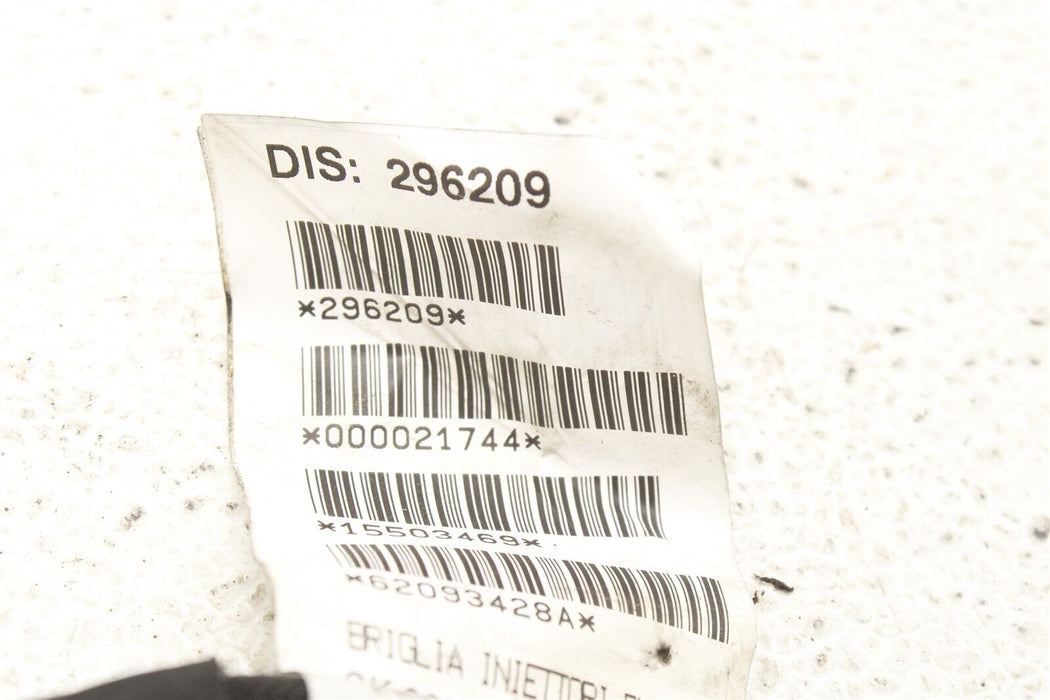 DIS: 296209
*296209*
*000021744*
*15503469*
*62093428A*
BRIGLIA INIETTORI